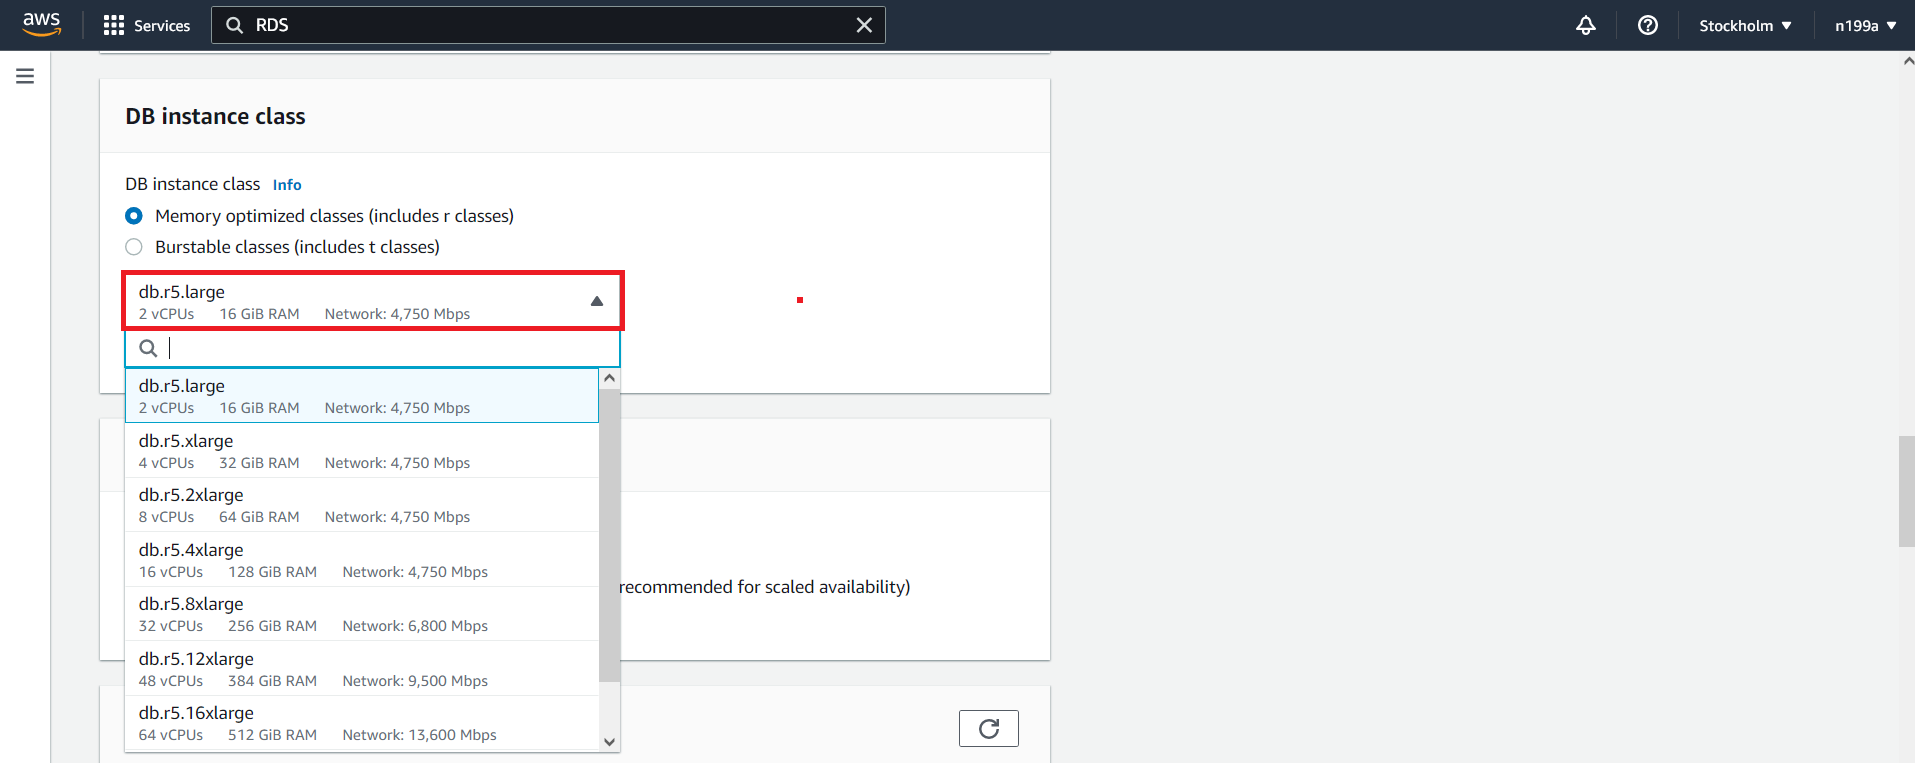 aws Services RDS Stockholm n199a
DB instance class
DB instance class Info
Memory optimized classes (includes r classes)
Burstable classes (includes t classes)
db.r5.large
2 vCPUs 16 GiB RAM Network: 4,750 Mbps
db.r5.large
2 vCPUs 16 GiB RAM Network: 4,750 Mbps
db.r5.xlarge
4 vCPUs 32 GiB RAM Network: 4,750 Mbps
db.r5.2xlarge
8 vCPUs 64 GiB RAM Network: 4,750 Mbps
db.r5.4xlarge
16 vCPUs 128 GiB RAM Network: 4,750 Mbps
recommended for scaled availability)
db.r5.8xlarge
32 vCPUs 256 GiB RAM Network: 6,800 Mbps
db.r5.12xlarge
48 vCPUs 384 GiB RAM Network: 9,500 Mbps
db.r5.16xlarge
64 vCPUs 512 GiB RAM Network: 13,600 Mbps